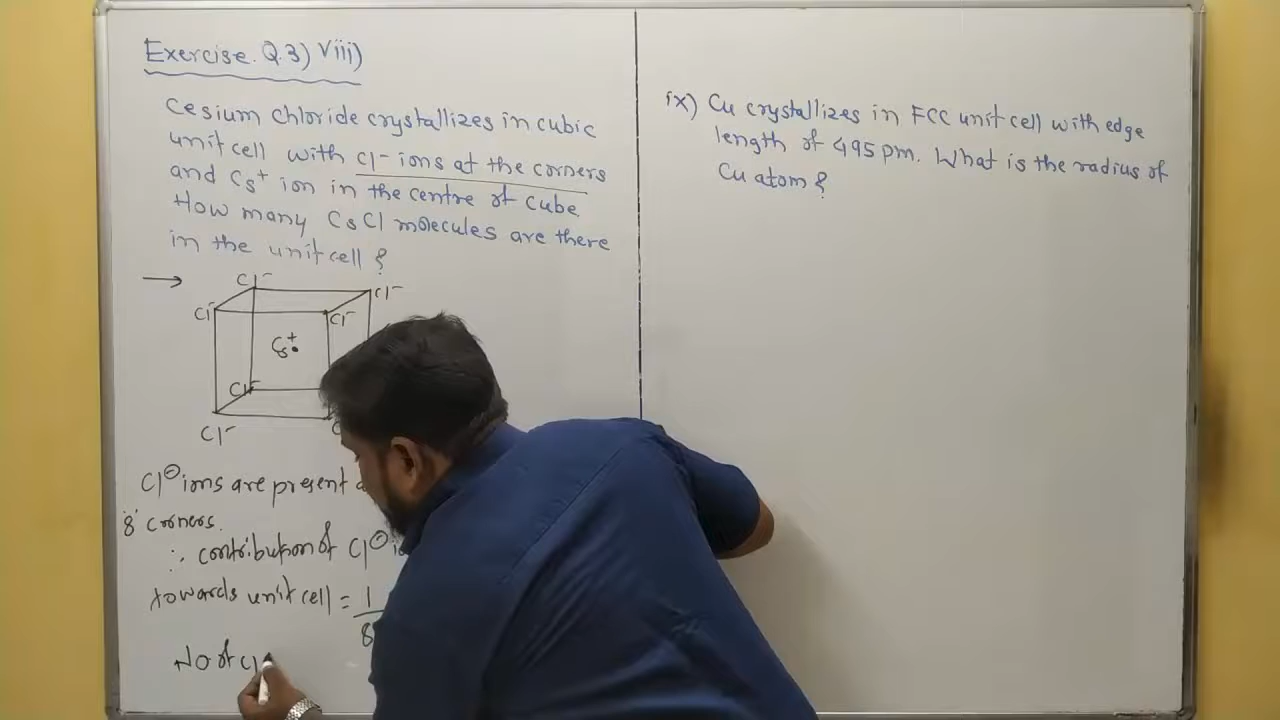 Exercise. Q.3) Viii)
Cesium chloride crystallizes in cubic
unit cell with Cl- ions at the corners
and Cs+ ion in the centre of cube.
How many CsCl molecules are there
in the unit cell ?
Cl-
Cl- Cl-
Cl-
Cs+
Cl-
Cl-
Cl⊖ ions are present
8 corners.
∴ contribution of Cl⊖
towards unit cell = 1/8
No of Cl
ix) Cu crystallizes in FCC unit cell with edge
length of 495 pm. What is the radius of
Cu atom ?